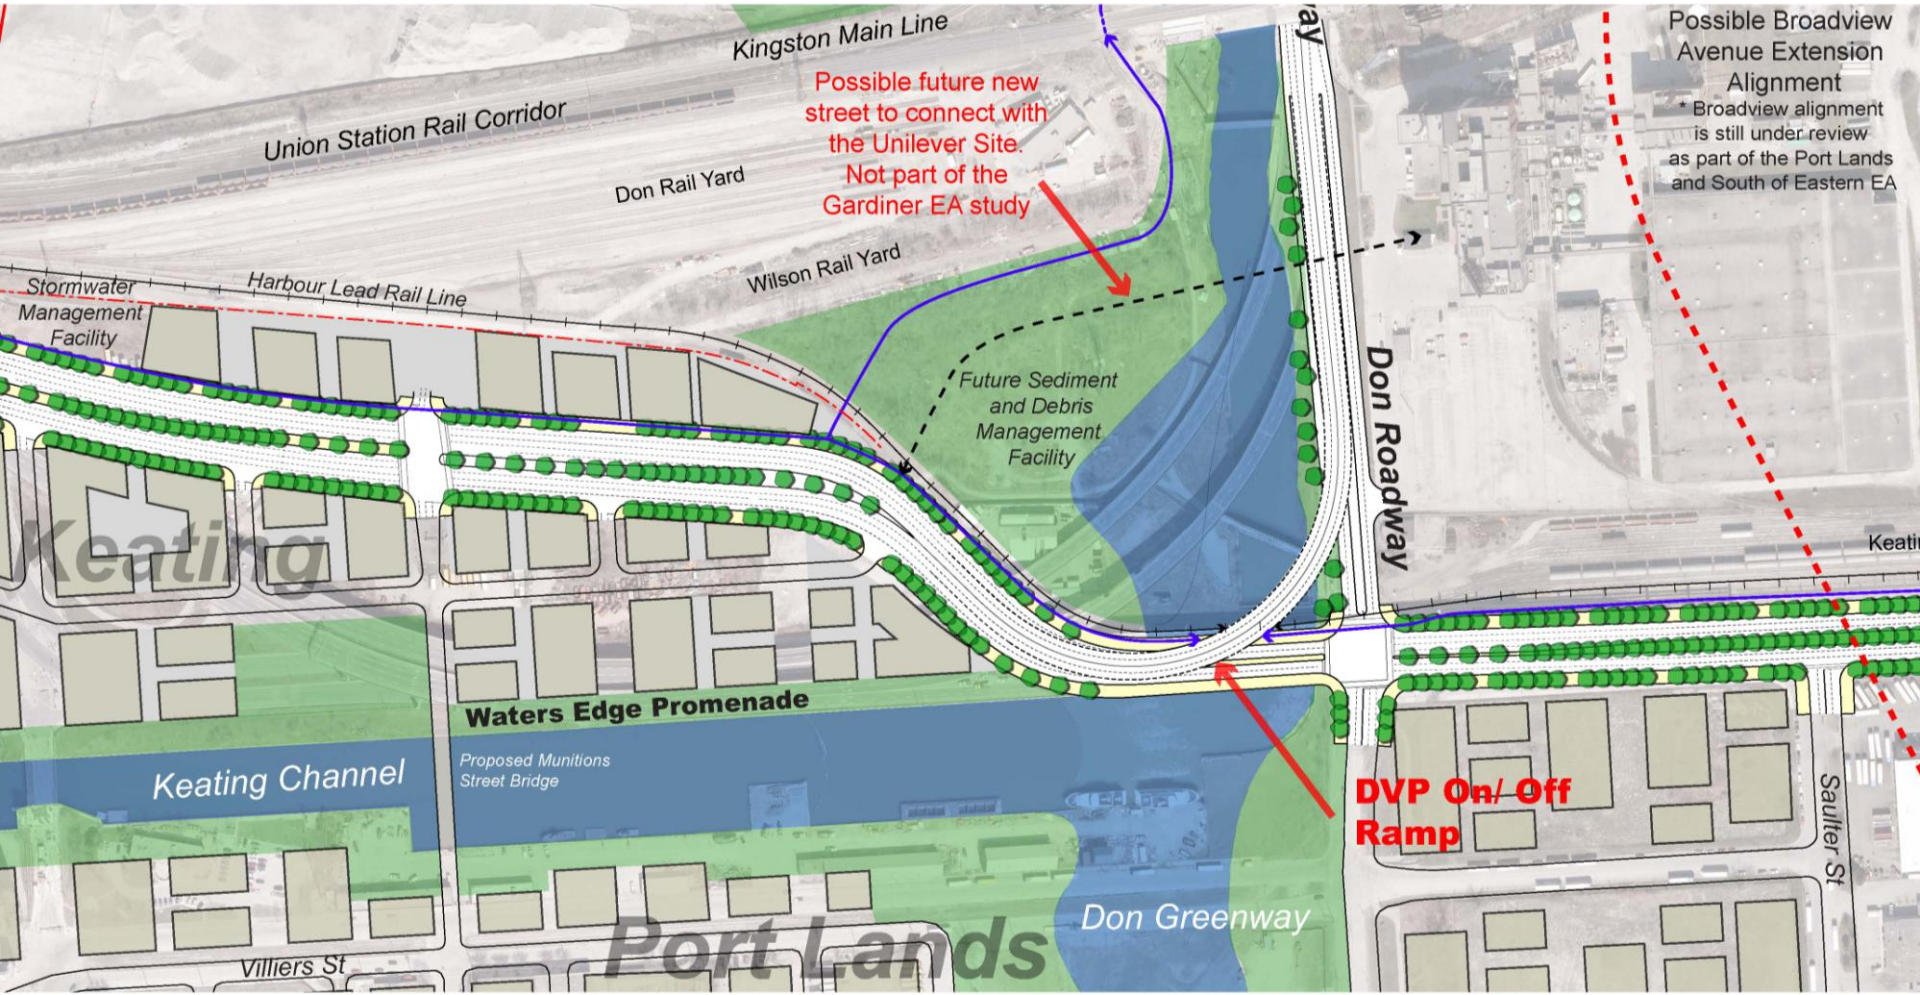 Kingston Main Line
way
Possible Broadview
Avenue Extension
Alignment
* Broadview alignment
is still under review
as part of the Port Lands
and South of Eastern EA
Possible future new
street to connect with
the Unilever Site.
Not part of the
Gardiner EA study
Union Station Rail Corridor
Don Rail Yard
Wilson Rail Yard
Harbour Lead Rail Line
Stormwater
Management
Facility
Future Sediment
and Debris
Management
Facility
Don Roadway
Keating
Waters Edge Promenade
Keating Channel
Proposed Munitions
Street Bridge
DVP On/ Off
Ramp
Saulter St
Don Greenway
Port Lands
Villiers St